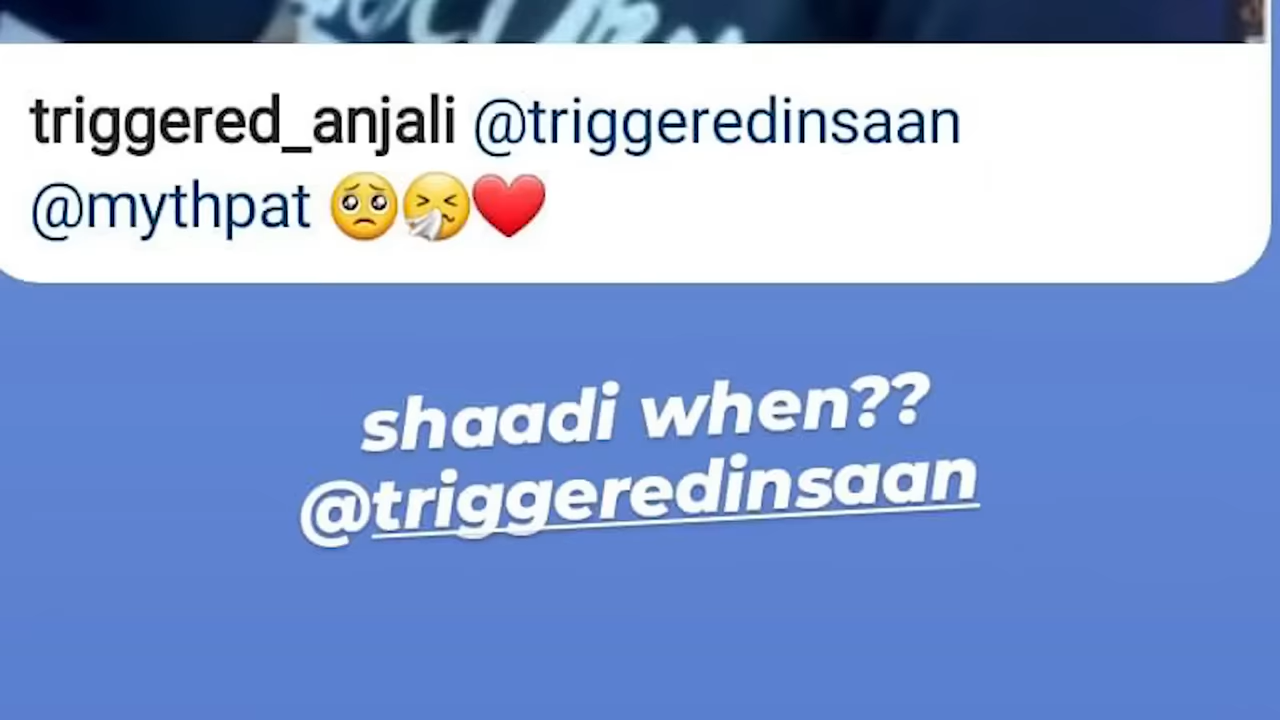 triggered_anjali @triggeredinsaan
@mythpat 🥺🤧❤️
shaadi when??
@triggeredinsaan